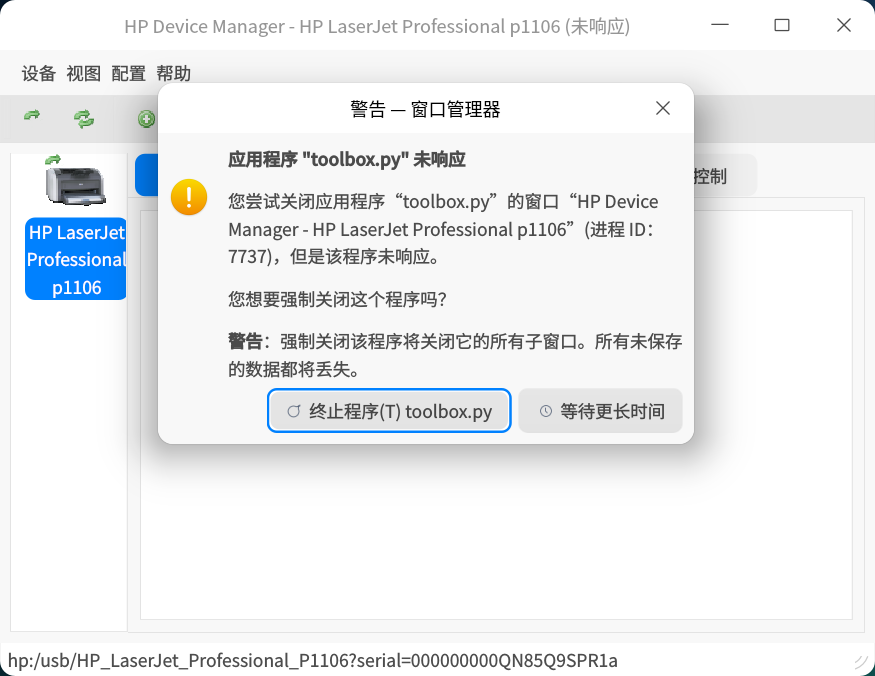 HP Device Manager - HP LaserJet Professional p1106 (未响应)
设备 视图 配置 帮助
警告 — 窗口管理器
应用程序 "toolbox.py" 未响应
您尝试关闭应用程序“toolbox.py”的窗口“HP Device
Manager - HP LaserJet Professional p1106”(进程 ID：
7737)，但是该程序未响应。
您想要强制关闭这个程序吗？
警告：强制关闭该程序将关闭它的所有子窗口。所有未保存
的数据都将丢失。
终止程序(T) toolbox.py
等待更长时间
控制
HP LaserJet
Professional
p1106
hp:/usb/HP_LaserJet_Professional_P1106?serial=000000000QN85Q9SPR1a